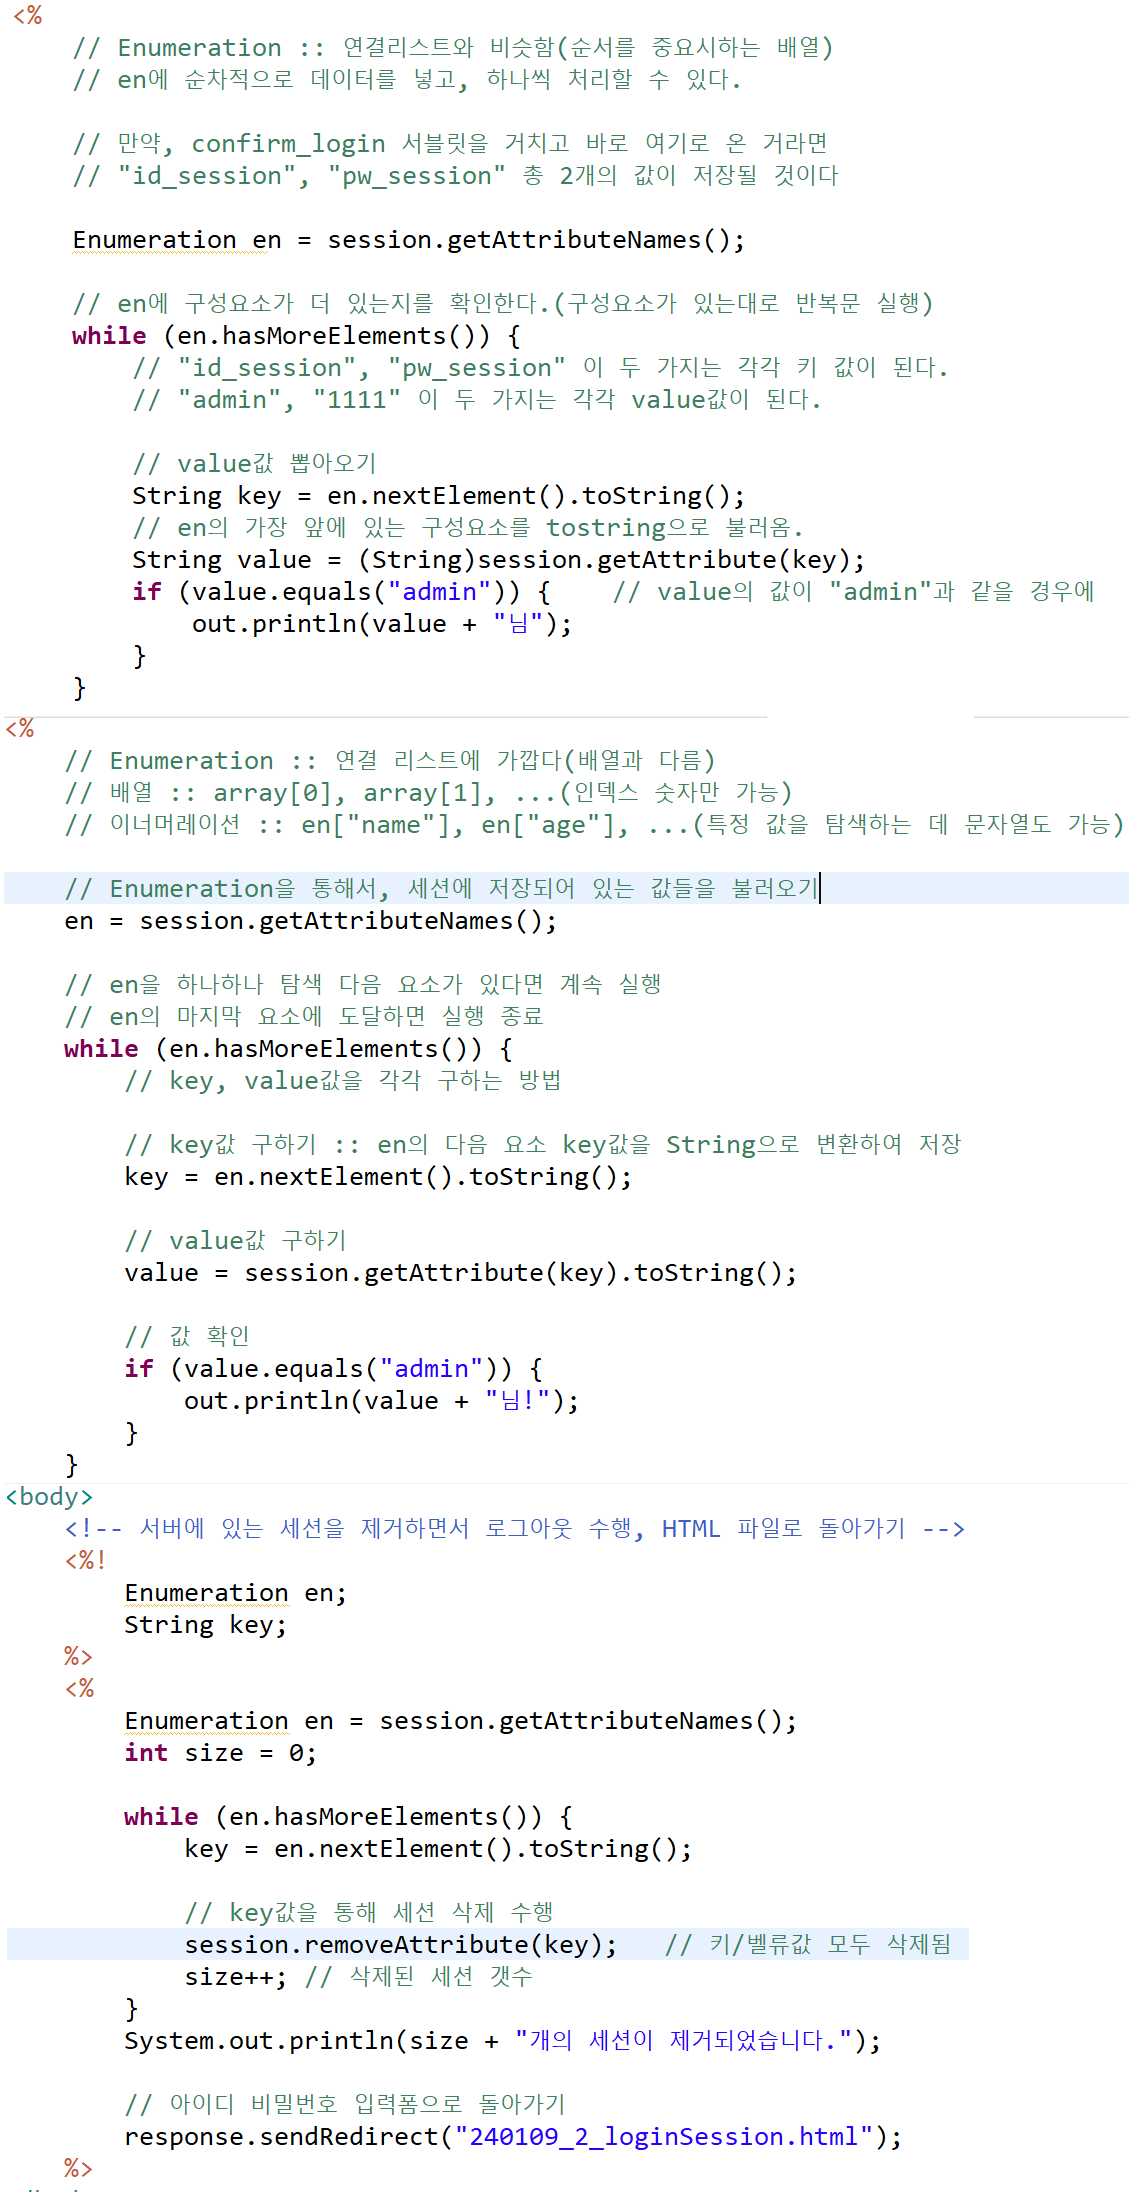 <%
// Enumeration :: 연결리스트와 비슷함(순서를 중요시하는 배열)
// en에 순차적으로 데이터를 넣고, 하나씩 처리할 수 있다.
// 만약, confirm_login 서블릿을 거치고 바로 여기로 온 거라면
// "id_session", "pw_session" 총 2개의 값이 저장될 것이다
Enumeration en = session.getAttributeNames();
// en에 구성요소가 더 있는지를 확인한다.(구성요소가 있는대로 반복문 실행)
while (en.hasMoreElements()) {
// "id_session", "pw_session" 이 두 가지는 각각 키 값이 된다.
// "admin", "1111" 이 두 가지는 각각 value값이 된다.
// value값 뽑아오기
String key = en.nextElement().toString();
// en의 가장 앞에 있는 구성요소를 tostring으로 불러옴.
String value = (String)session.getAttribute(key);
if (value.equals("admin")) {    // value의 값이 "admin"과 같을 경우에
out.println(value + "님");
}
}
<%
// Enumeration :: 연결 리스트에 가깝다(배열과 다름)
// 배열 :: array[0], array[1], ...(인덱스 숫자만 가능)
// 이너머레이션 :: en["name"], en["age"], ...(특정 값을 탐색하는 데 문자열도 가능)
// Enumeration을 통해서, 세션에 저장되어 있는 값들을 불러오기
en = session.getAttributeNames();
// en을 하나하나 탐색 다음 요소가 있다면 계속 실행
// en의 마지막 요소에 도달하면 실행 종료
while (en.hasMoreElements()) {
// key, value값을 각각 구하는 방법
// key값 구하기 :: en의 다음 요소 key값을 String으로 변환하여 저장
key = en.nextElement().toString();
// value값 구하기
value = session.getAttribute(key).toString();
// 값 확인
if (value.equals("admin")) {
out.println(value + "님!");
}
}
<body>
<!-- 서버에 있는 세션을 제거하면서 로그아웃 수행, HTML 파일로 돌아가기 -->
<%!
Enumeration en;
String key;
%>
<%
Enumeration en = session.getAttributeNames();
int size = 0;
while (en.hasMoreElements()) {
key = en.nextElement().toString();
// key값을 통해 세션 삭제 수행
session.removeAttribute(key);   // 키/벨류값 모두 삭제됨
size++; // 삭제된 세션 갯수
}
System.out.println(size + "개의 세션이 제거되었습니다.");
// 아이디 비밀번호 입력폼으로 돌아가기
response.sendRedirect("240109_2_loginSession.html");
%>